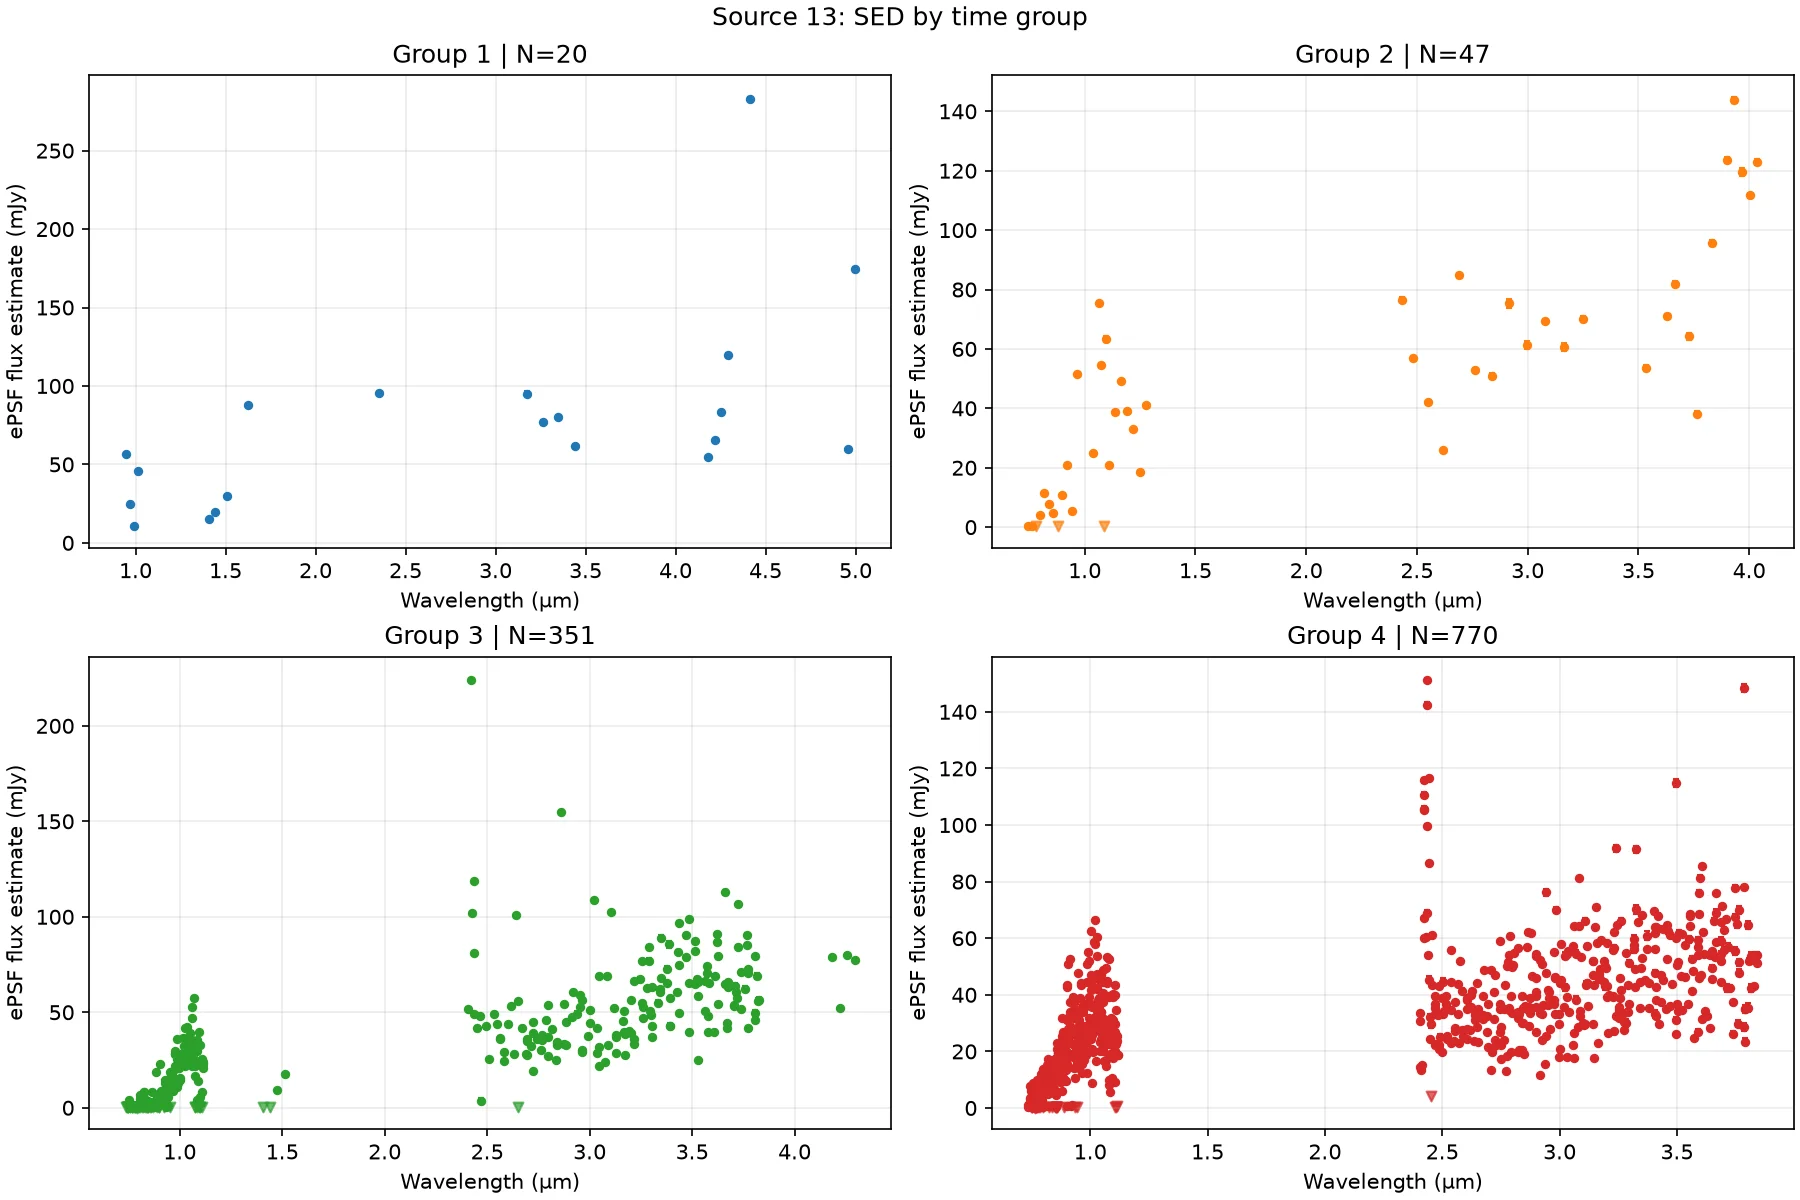 Source 13: SED by time group
Group 1 | N=20
ePSF flux estimate (mJy)
250
200
150
100
50
0
1.0 1.5 2.0 2.5 3.0 3.5 4.0 4.5 5.0
Wavelength (µm)
Group 2 | N=47
ePSF flux estimate (mJy)
140
120
100
80
60
40
20
0
1.0 1.5 2.0 2.5 3.0 3.5 4.0
Wavelength (µm)
Group 3 | N=351
ePSF flux estimate (mJy)
200
150
100
50
0
1.0 1.5 2.0 2.5 3.0 3.5 4.0
Wavelength (µm)
Group 4 | N=770
ePSF flux estimate (mJy)
140
120
100
80
60
40
20
0
1.0 1.5 2.0 2.5 3.0 3.5
Wavelength (µm)